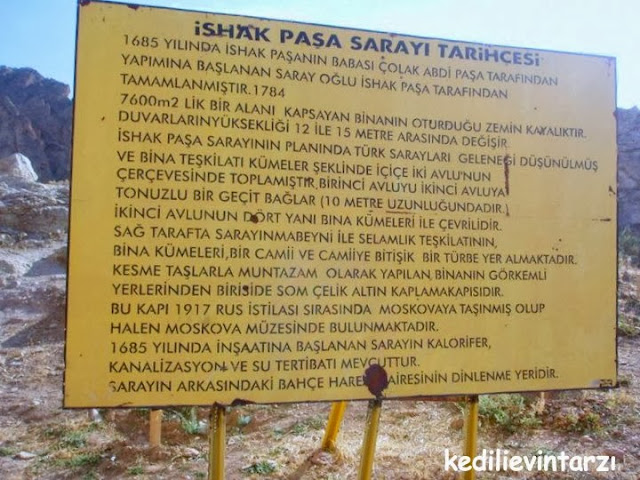 İSHAK PAŞA SARAYI TARİHÇESİ
1685 YILINDA İSHAK PAŞANIN BABASI ÇOLAK ABDİ PAŞA TARAFINDAN
YAPIMINA BAŞLANAN SARAY OĞLU İSHAK PAŞA TARAFINDAN
TAMAMLANMIŞTIR.1784
7600m2 LİK BİR ALANI KAPSAYAN BİNANIN OTURDUĞU ZEMİN KAYALIKTIR.
DUVARLARINYÜKSEKLİĞİ 12 İLE 15 METRE ARASINDA DEĞİŞİR
İSHAK PAŞA SARAYININ PLANINDA TÜRK SARAYLARI GELENEĞİ DÜŞÜNÜLMÜŞ
VE BİNA TEŞKİLATI KÜMELER ŞEKLİNDE İÇİÇE İKİ AVLU'NUN
ÇERÇEVESİNDE TOPLAMIŞTIR,BİRİNCİ AVLUYU İKİNCİ AVLUYA
TONUZLU BİR GEÇİT BAĞLAR (10 METRE UZUNLUĞUNDADIR.)
İKİNCİ AVLUNUN DÖRT YANI BİNA KÜMELERİ İLE ÇEVRİLİDİR.
SAĞ TARAFTA SARAYINMABEYNİ İLE SELAMLIK TEŞKİLATININ,
BİNA KÜMELERİ,BİR CAMİİ VE CAMİİYE BİTİŞİK BİR TÜRBE YER ALMAKTADIR.
KESME TAŞLARLA MUNTAZAM OLARAK YAPILAN,BİNANIN GÖRKEMLİ
YERLERİNDEN BİRİSİDE SOM ÇELİK ALTIN KAPLAMAKAPISIDIR.
BU KAPI 1917 RUS İSTİLASI SIRASINDA MOSKOVAYA TAŞINMIŞ OLUP
HALEN MOSKOVA MÜZESİNDE BULUNMAKTADIR.
1685 YILINDA İNŞAATINA BAŞLANAN SARAYIN KALORİFER,
KANALİZASYON VE SU TERTİBATI MEVCUTTUR.
SARAYIN ARKASINDAKİ BAHÇE HAREM DAİRESİNİN DİNLENME YERİDİR.
kedilievintarzı